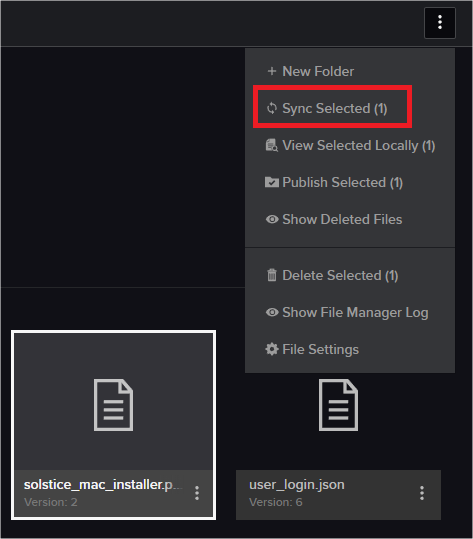 New Folder
Sync Selected (1)
View Selected Locally (1)
Publish Selected (1)
Show Deleted Files
Delete Selected (1)
Show File Manager Log
File Settings
solstice_mac_installer.p...
Version: 2
user_login.json
Version: 6